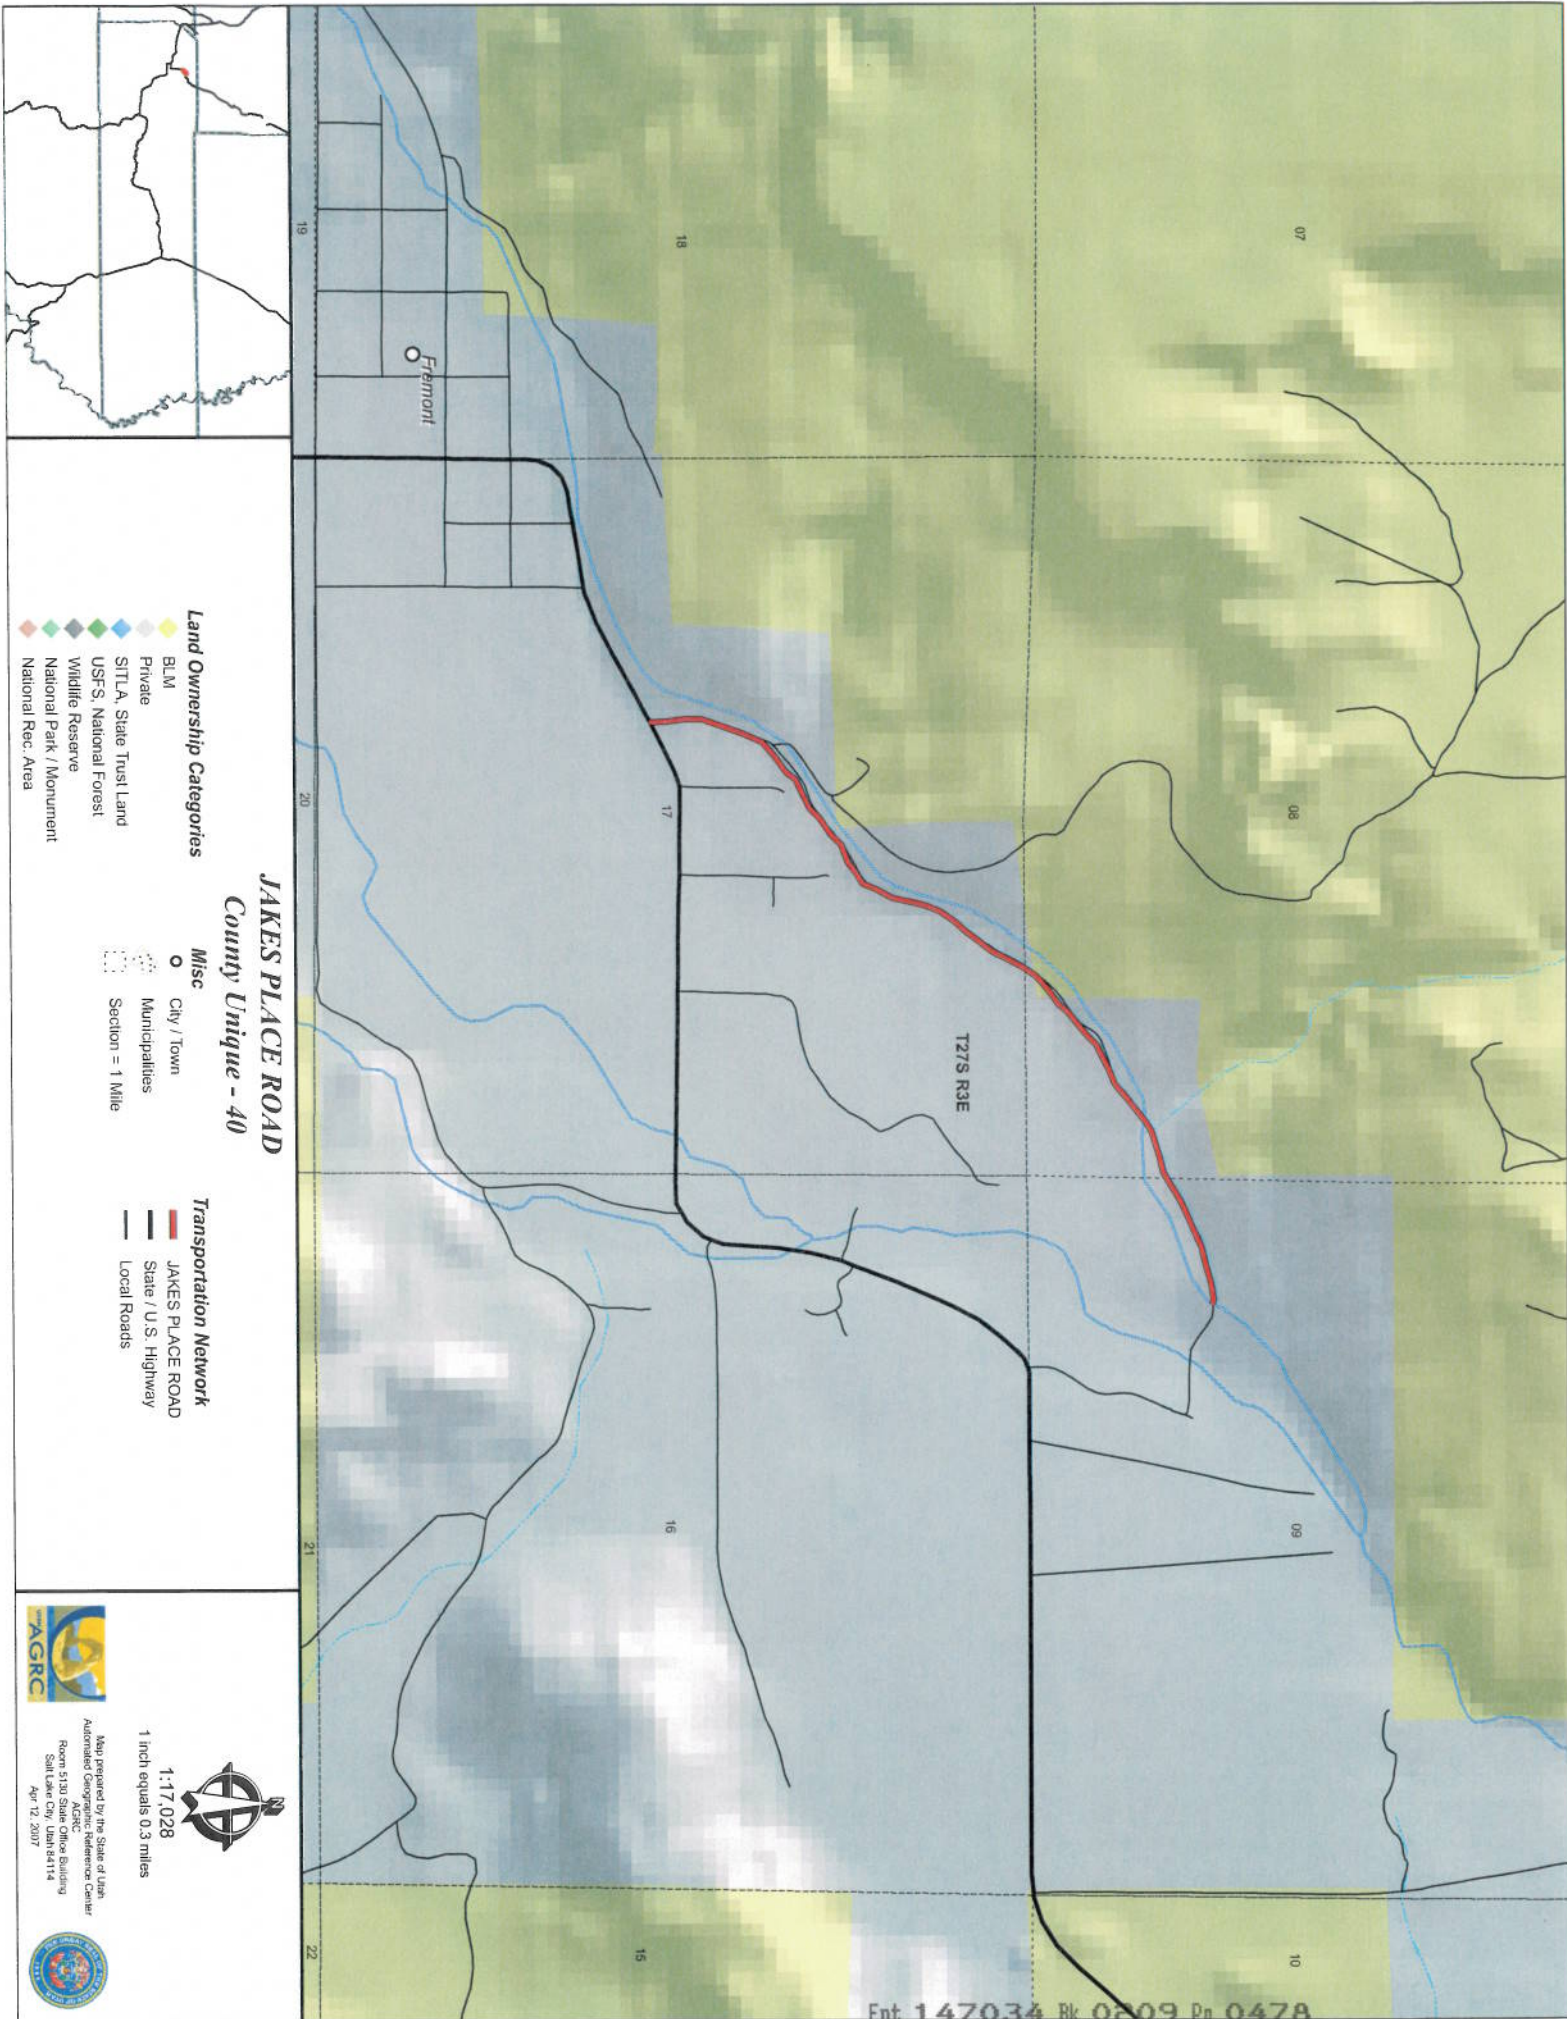 07
18
08
T27S R3E
17
09
16
10
15
19
Fremont
20
21
22
JAKES PLACE ROAD
County Unique - 40
Land Ownership Categories
BLM
Private
SITLA, State Trust Land
USFS, National Forest
Wildlife Reserve
National Park / Monument
National Rec. Area
Misc
City / Town
Municipalities
Section = 1 Mile
Transportation Network
JAKES PLACE ROAD
State / U.S. Highway
Local Roads
N
1:17,028
1 inch equals 0.3 miles
AGRC
Map prepared by the State of Utah
Automated Geographic Reference Center
AGRC
Room 5130 State Office Building
Salt Lake City, Utah 84114
Apr 12, 2007
Ent 147034 Bk 0209 Pg 0478